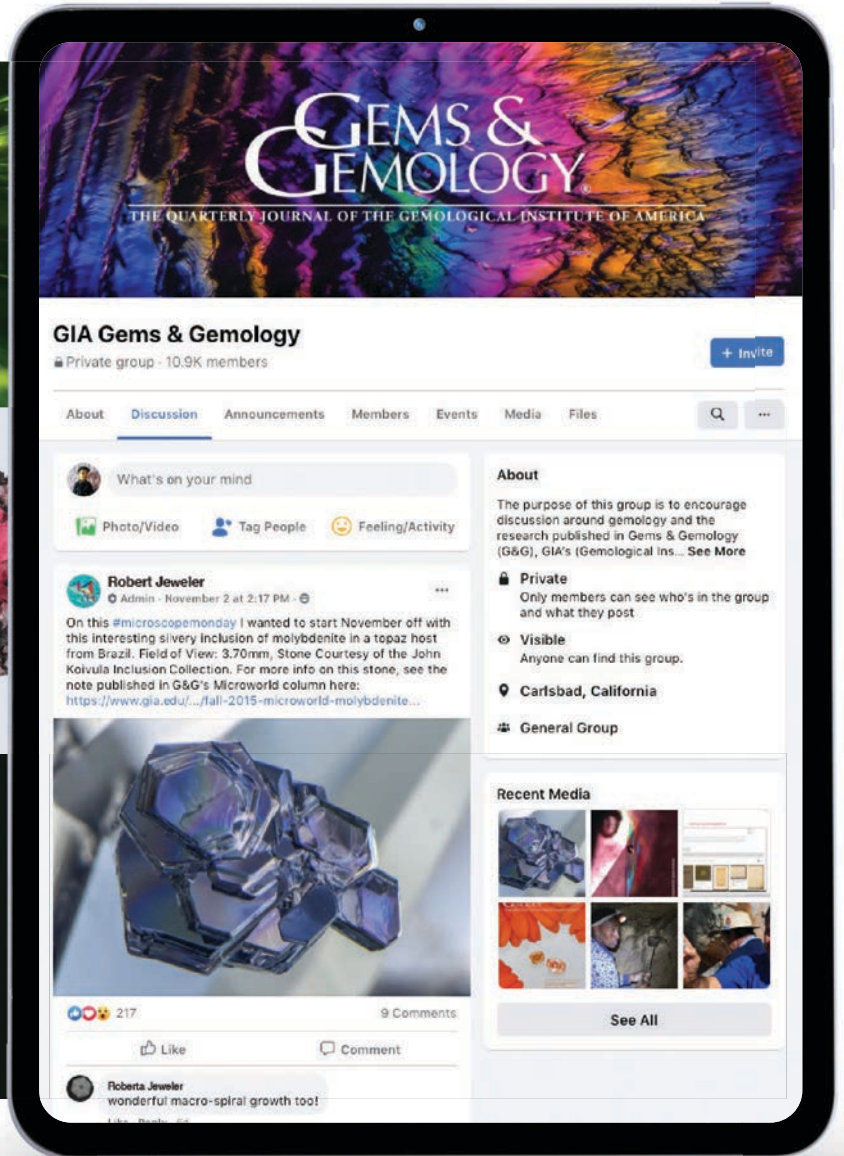 GEMS &
GEMOLOGY®
THE QUARTERLY JOURNAL OF THE GEMOLOGICAL INSTITUTE OF AMERICA
GIA Gems & Gemology
Private group · 10.9K members
+ Invite
About Discussion Announcements Members Events Media Files
What's on your mind
Photo/Video Tag People Feeling/Activity
Robert Jeweler
Admin · November 2 at 2:17 PM ·
On this #microscopemonday I wanted to start November off with
this interesting silvery inclusion of molybdenite in a topaz host
from Brazil. Field of View: 3.70mm, Stone Courtesy of the John
Koivula Inclusion Collection. For more info on this stone, see the
note published in G&G's Microworld column here:
https://www.gia.edu/.../fall-2015-microworld-molybdenite...
217 9 Comments
Like Comment
Roberta Jeweler
wonderful macro-spiral growth too!
About
The purpose of this group is to encourage
discussion around gemology and the
research published in Gems & Gemology
(G&G), GIA's (Gemological Ins... See More
Private
Only members can see who's in the group
and what they post
Visible
Anyone can find this group.
Carlsbad, California
General Group
Recent Media
See All